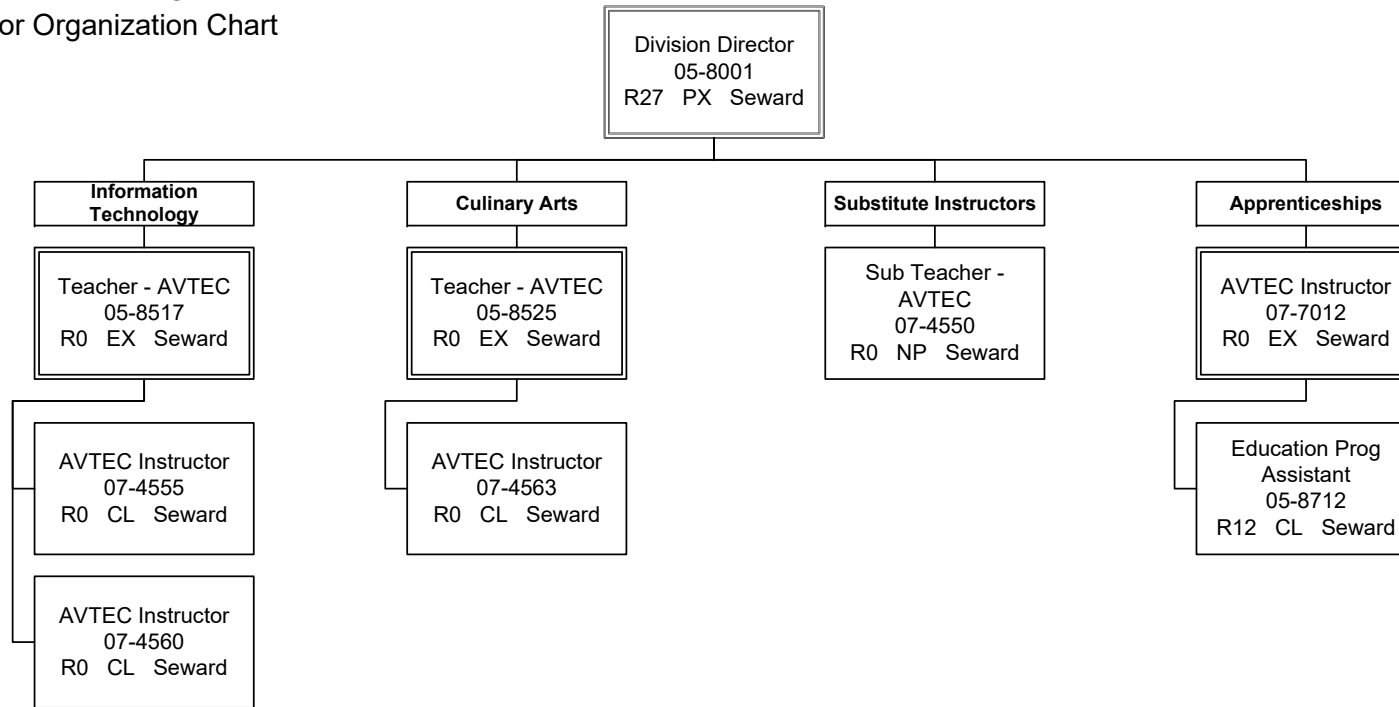 or Organization Chart
Division Director
05-8001
R27 PX Seward
Information
Technology
Culinary Arts
Substitute Instructors
Apprenticeships
Teacher - AVTEC
05-8517
R0 EX Seward
Teacher - AVTEC
05-8525
R0 EX Seward
Sub Teacher -
AVTEC
07-4550
R0 NP Seward
AVTEC Instructor
07-7012
R0 EX Seward
AVTEC Instructor
07-4555
R0 CL Seward
AVTEC Instructor
07-4563
R0 CL Seward
Education Prog
Assistant
05-8712
R12 CL Seward
AVTEC Instructor
07-4560
R0 CL Seward